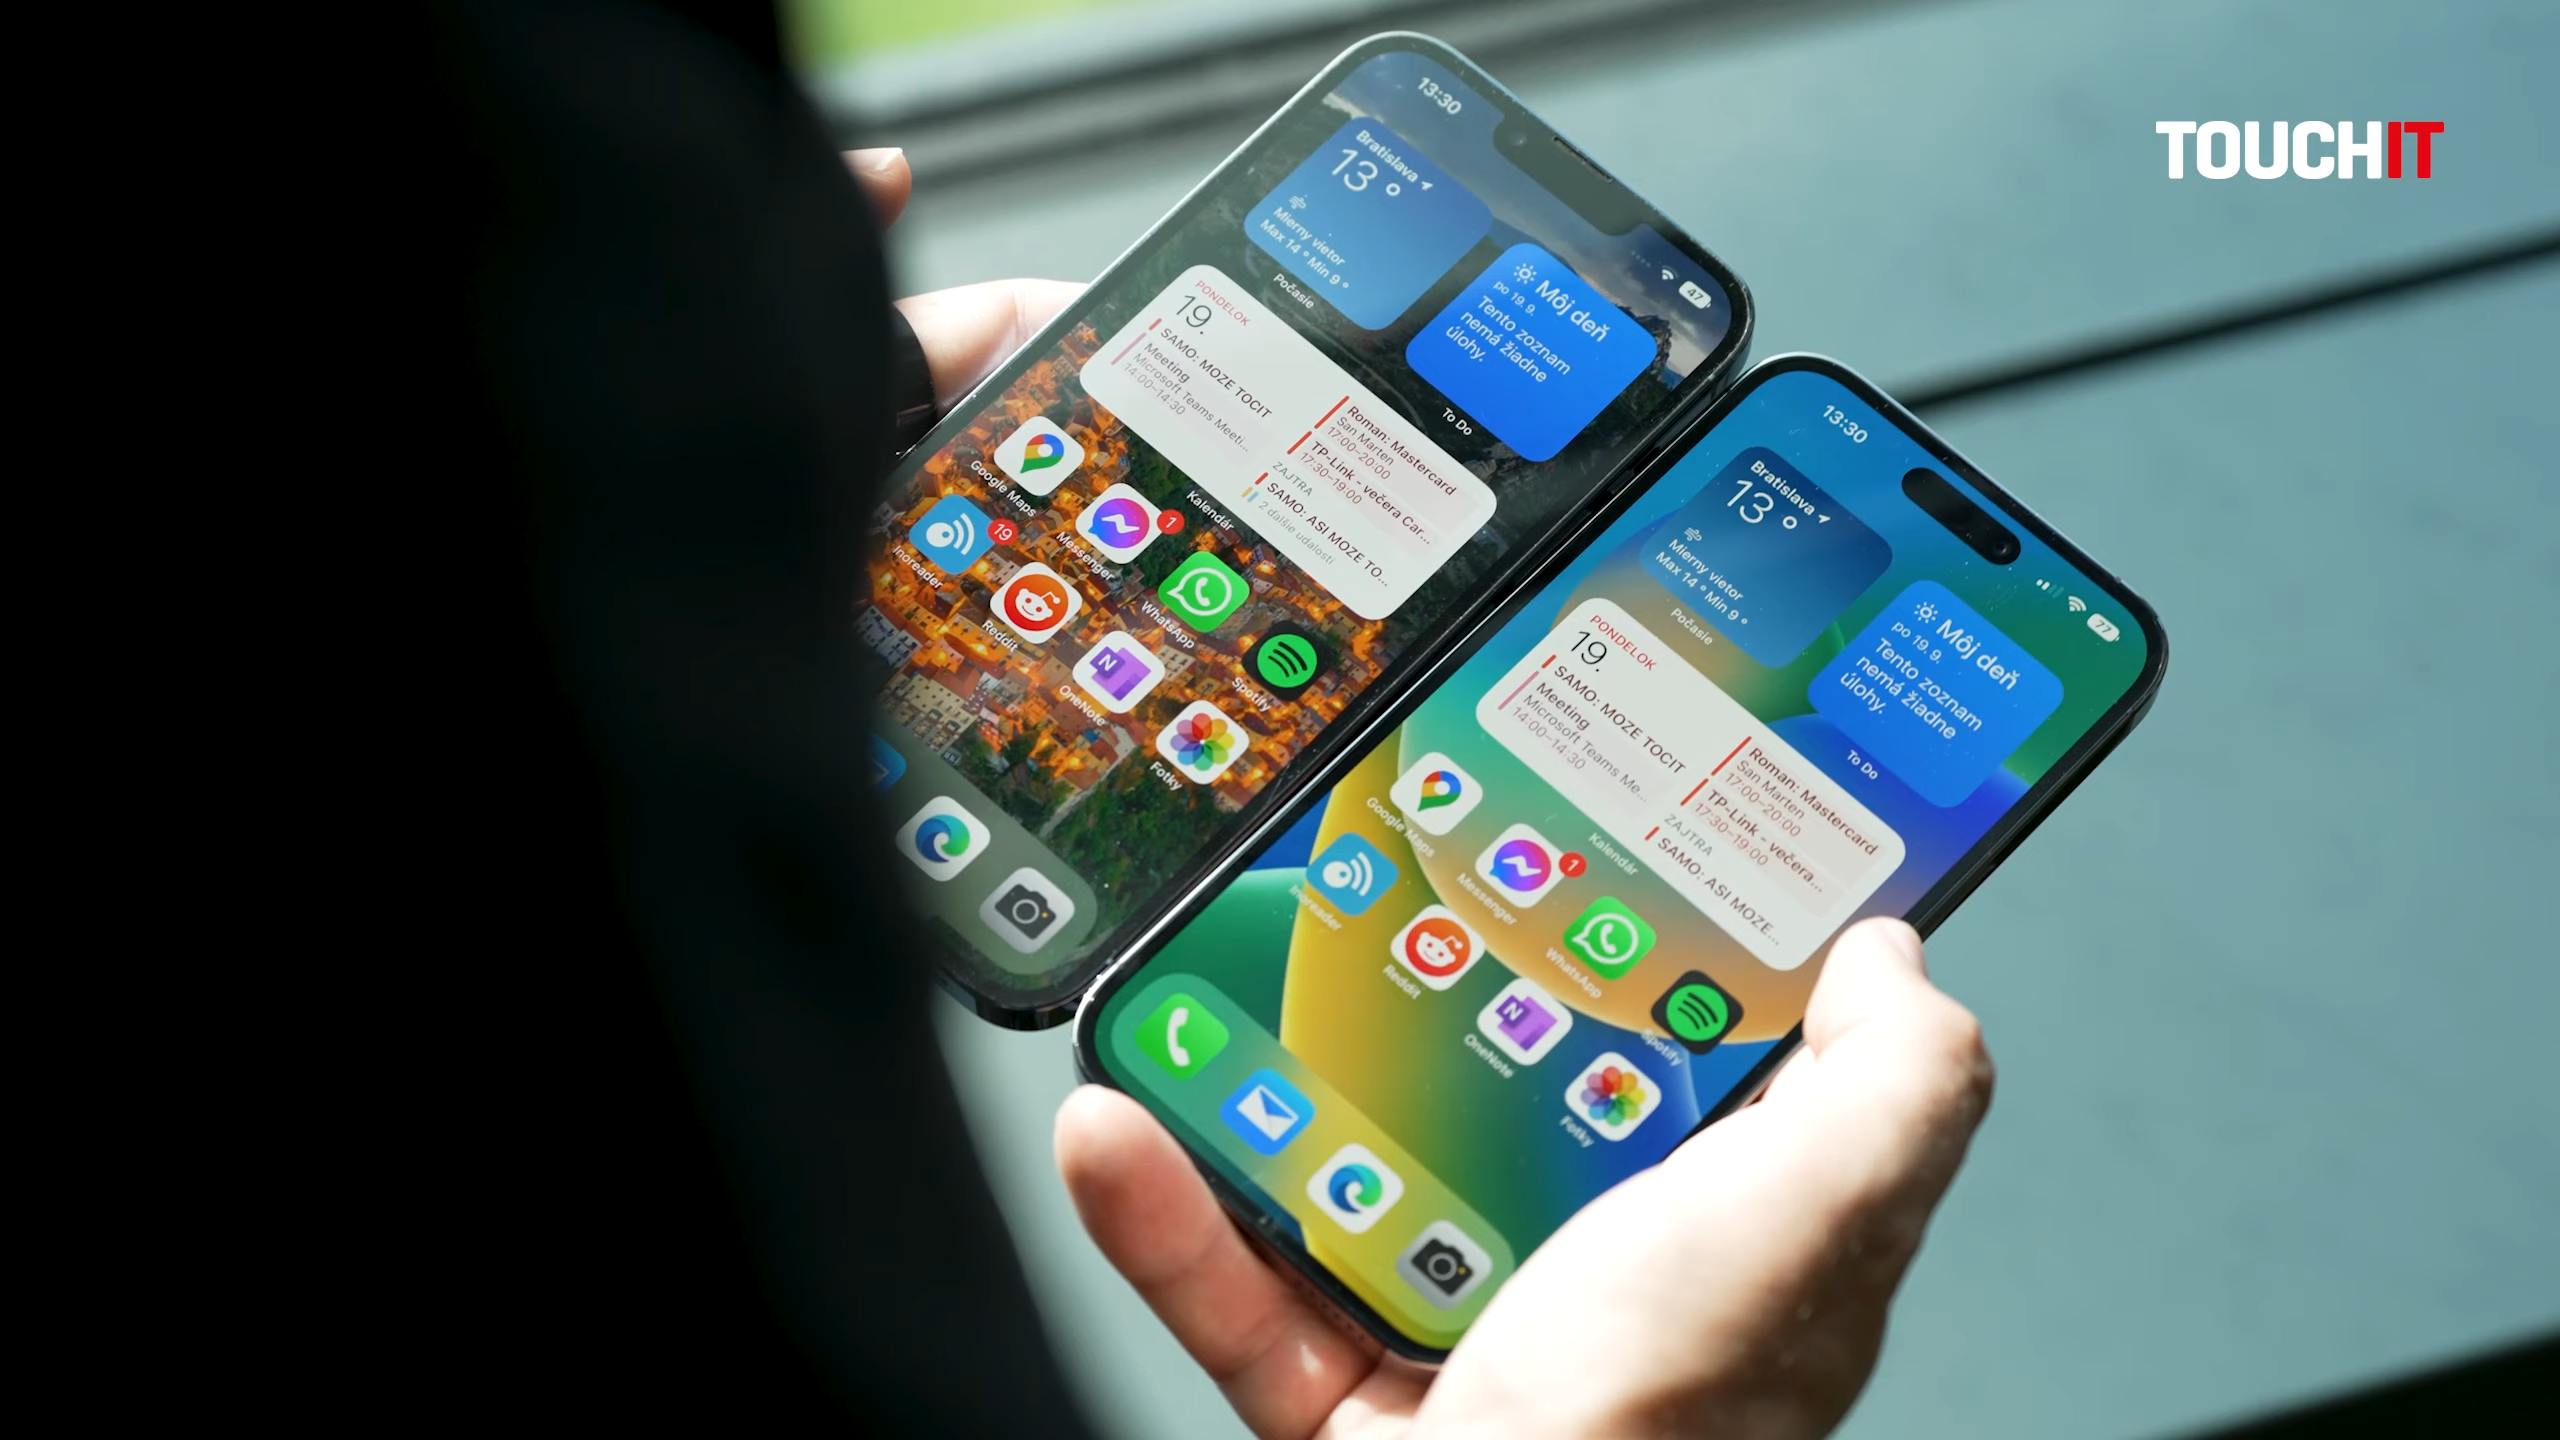 TOUCHIT
13:30
47
Bratislava
13°
Mierny vietor
Max 14° Min 9°
Počasie
Môj deň
po 19. 9.
Tento zoznam
nemá žiadne
úlohy.
To Do
PONDELOK
19.
SAMO: MOZE TOCIT
Meeting
Microsoft Teams Meeti...
14:00–14:30
Roman: Mastercard
San Marten
17:00–20:00
TP-Link - večera Car...
17:30–19:00
ZAJTRA
SAMO: ASI MOZE TO...
2 ďalšie udalosti
Kalendár
Google Maps
1
Messenger
WhatsApp
Spotify
19
Inoreader
Reddit
N
OneNote
Fotky
13:30
77
Bratislava
13°
Mierny vietor
Max 14° Min 9°
Počasie
Môj deň
po 19. 9.
Tento zoznam
nemá žiadne
úlohy.
To Do
PONDELOK
19.
SAMO: MOZE TOCIT
Meeting
Microsoft Teams Me...
14:00–14:30
Roman: Mastercard
San Marten
17:00–20:00
TP-Link - večera...
17:30–19:00
ZAJTRA
SAMO: ASI MOZE...
Kalendár
Google Maps
1
Messenger
WhatsApp
Spotify
Inoreader
Reddit
N
OneNote
Fotky